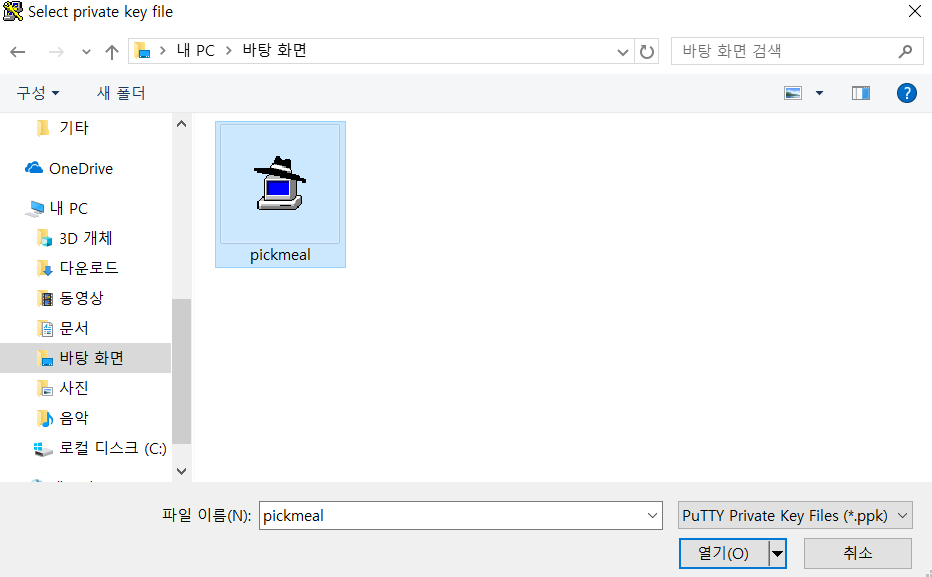 Select private key file
내 PC
바탕 화면
바탕 화면 검색
구성
새 폴더
기타
OneDrive
내 PC
3D 개체
다운로드
동영상
문서
바탕 화면
사진
음악
로컬 디스크 (C:)
pickmeal
파일 이름(N):
pickmeal
PuTTY Private Key Files (*.ppk)
열기(O)
취소